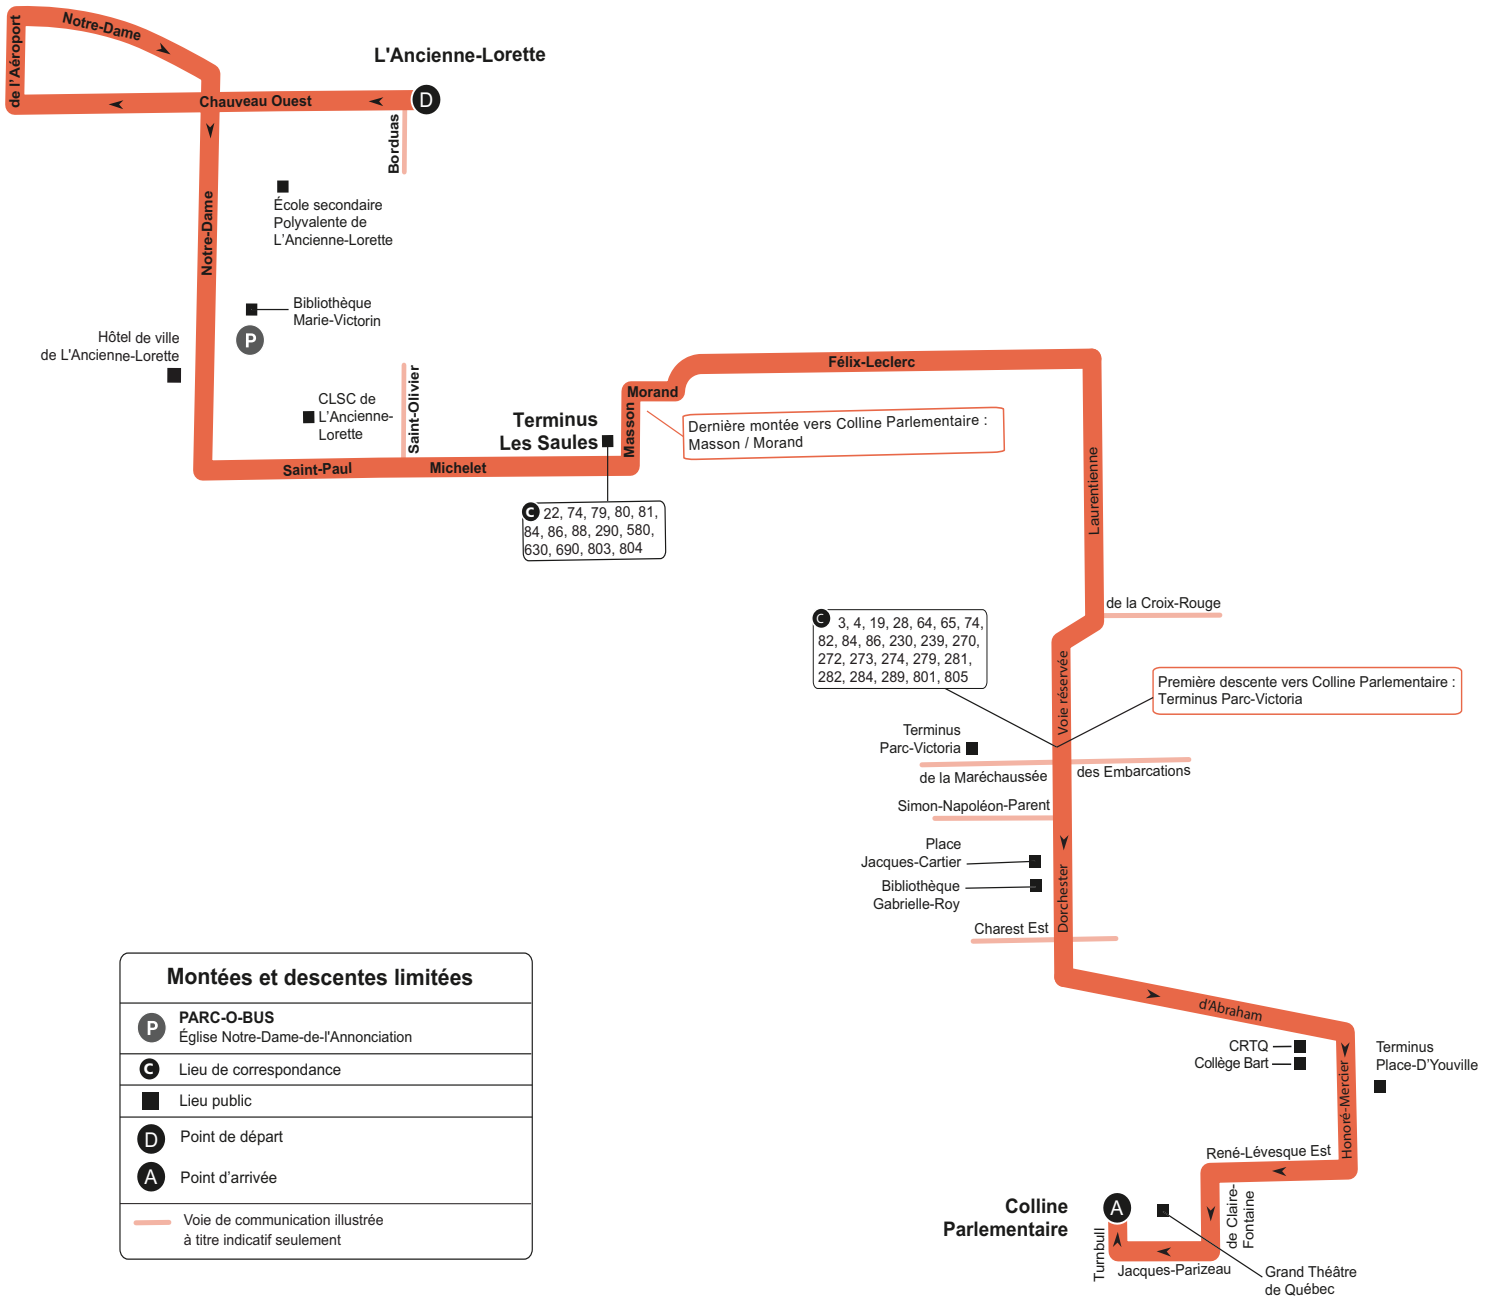 Notre-Dame
de l'Aéroport
L'Ancienne-Lorette
D
Chauveau Ouest
Borduas
École secondaire
Polyvalente de
L'Ancienne-Lorette
Notre-Dame
Bibliothèque
Marie-Victorin
P
Hôtel de ville
de L'Ancienne-Lorette
CLSC de
L'Ancienne-
Lorette
Saint-Olivier
Saint-Paul
Michelet
Terminus
Les Saules
Masson
Morand
Félix-Leclerc
Dernière montée vers Colline Parlementaire :
Masson / Morand
C 22, 74, 79, 80, 81,
84, 86, 88, 290, 580,
630, 690, 803, 804
Laurentienne
de la Croix-Rouge
C 3, 4, 19, 28, 64, 65, 74,
82, 84, 86, 230, 239, 270,
272, 273, 274, 279, 281,
282, 284, 289, 801, 805
Voie réservée
Première descente vers Colline Parlementaire :
Terminus Parc-Victoria
Terminus
Parc-Victoria
de la Maréchaussée
des Embarcations
Simon-Napoléon-Parent
Place
Jacques-Cartier
Bibliothèque
Gabrielle-Roy
Dorchester
Charest Est
d'Abraham
CRTQ
Collège Bart
Terminus
Place-D'Youville
Honoré-Mercier
René-Lévesque Est
de Claire-
Fontaine
Colline
Parlementaire
A
Turnbull
Jacques-Parizeau
Grand Théâtre
de Québec
Montées et descentes limitées
P PARC-O-BUS
Église Notre-Dame-de-l'Annonciation
C Lieu de correspondance
Lieu public
D Point de départ
A Point d'arrivée
Voie de communication illustrée
à titre indicatif seulement